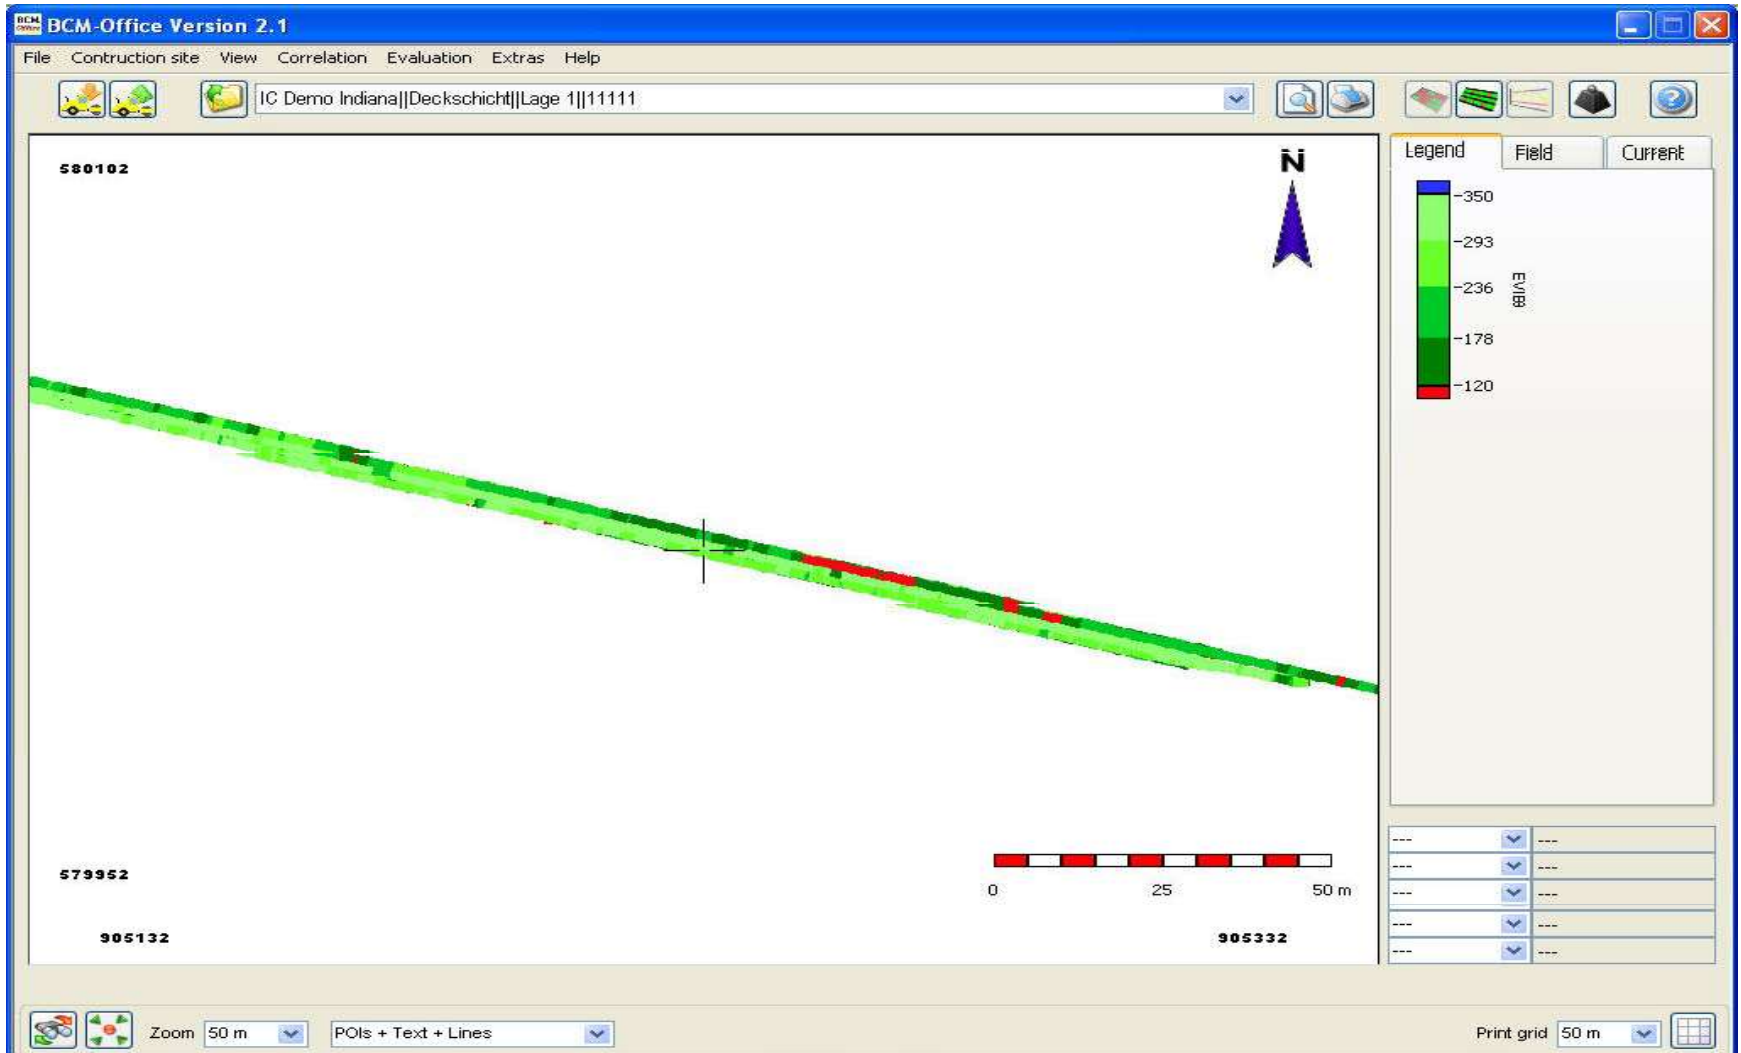 BCM Office BCM-Office Version 2.1
File Contruction site View Correlation Evaluation Extras Help
IC Demo Indiana||Deckschicht||Lage 1||11111
580102
N
Legend Field Current
-350
-293
-236
-178
-120
EVIB
579952
0 25 50 m
905132 905332
--- ---
--- ---
--- ---
--- ---
--- ---
Zoom 50 m POIs + Text + Lines Print grid 50 m